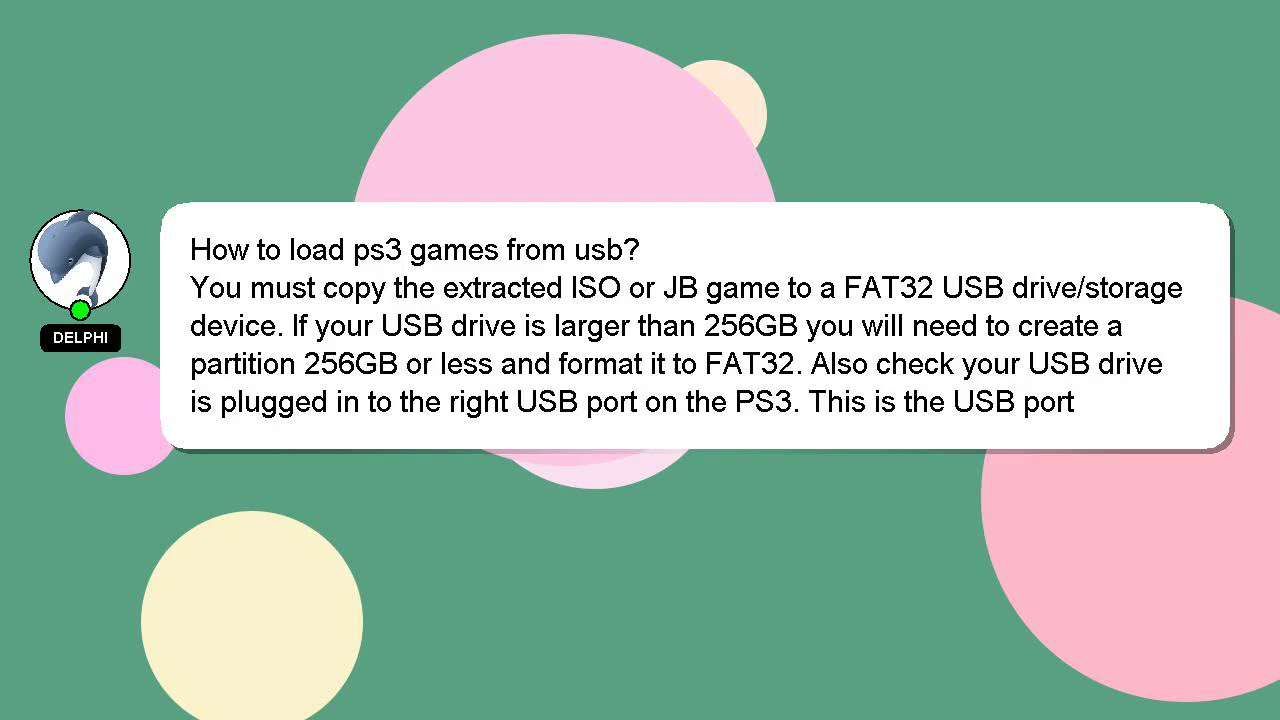 How to load ps3 games from usb?
You must copy the extracted ISO or JB game to a FAT32 USB drive/storage
device. If your USB drive is larger than 256GB you will need to create a
partition 256GB or less and format it to FAT32. Also check your USB drive
is plugged in to the right USB port on the PS3. This is the USB port
DELPHI